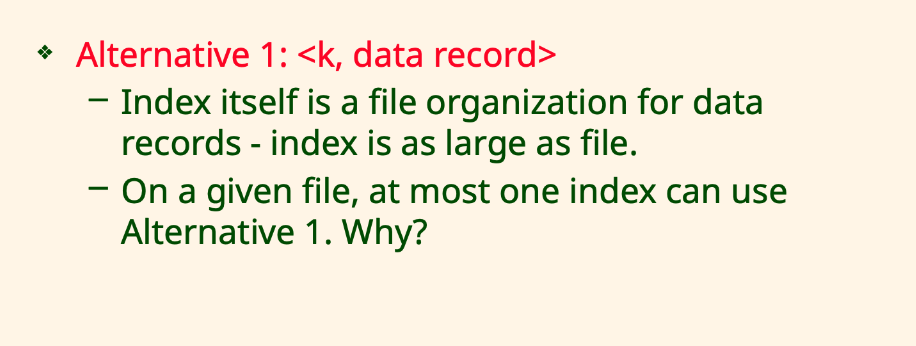 ❖ Alternative 1: <k, data record>
– Index itself is a file organization for data
records - index is as large as file.
– On a given file, at most one index can use
Alternative 1. Why?